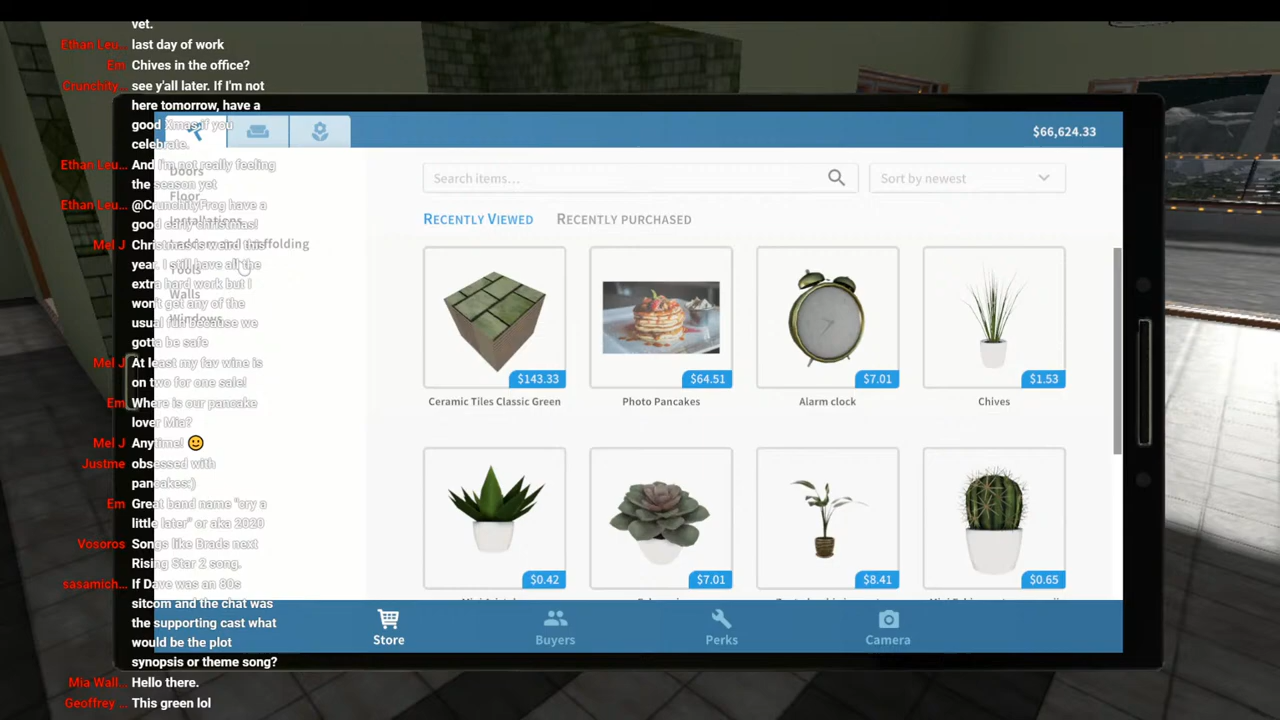 vet.
Ethan Leu... last day of work
Em Chives in the office?
Crunchity... see y'all later. If I'm not
here tomorrow, have a
good Xmas if you
celebrate.
Ethan Leu... And I'm not really feeling
the season yet
Ethan Leu... @CrunchityFrog have a
good early christmas!
Mel J Christmas is weird this
year. I still have all the
extra hard work but I
won't get any of the
usual fun because we
gotta be safe
Mel J At least my fav wine is
on two for one sale!
Em Where is our pancake
lover Mia?
Mel J Anytime! 🙂
Justme obsessed with
pancakes:)
Em Great band name "cry a
little later" or aka 2020
Vosoros Songs like Brads next
Rising Star 2 song.
sasamich... If Dave was an 80s
sitcom and the chat was
the supporting cast what
would be the plot
synopsis or theme song?
Mia Wall... Hello there.
Geoffrey ... This green lol
$66,624.33
Doors
Floor
Installations
Tools
Walls
Windows
Search items...
Sort by newest
RECENTLY VIEWED
RECENTLY PURCHASED
$143.33
Ceramic Tiles Classic Green
$64.51
Photo Pancakes
$7.01
Alarm clock
$1.53
Chives
$0.42
$7.01
$8.41
$0.65
Store
Buyers
Perks
Camera